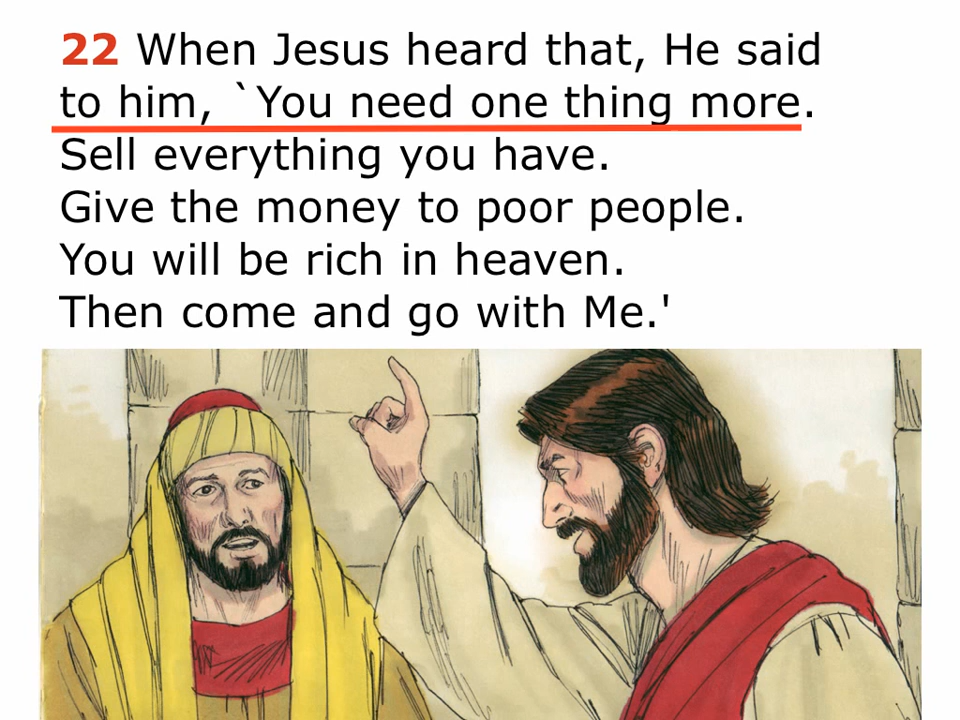 22 When Jesus heard that, He said
to him, `You need one thing more.
Sell everything you have.
Give the money to poor people.
You will be rich in heaven.
Then come and go with Me.'